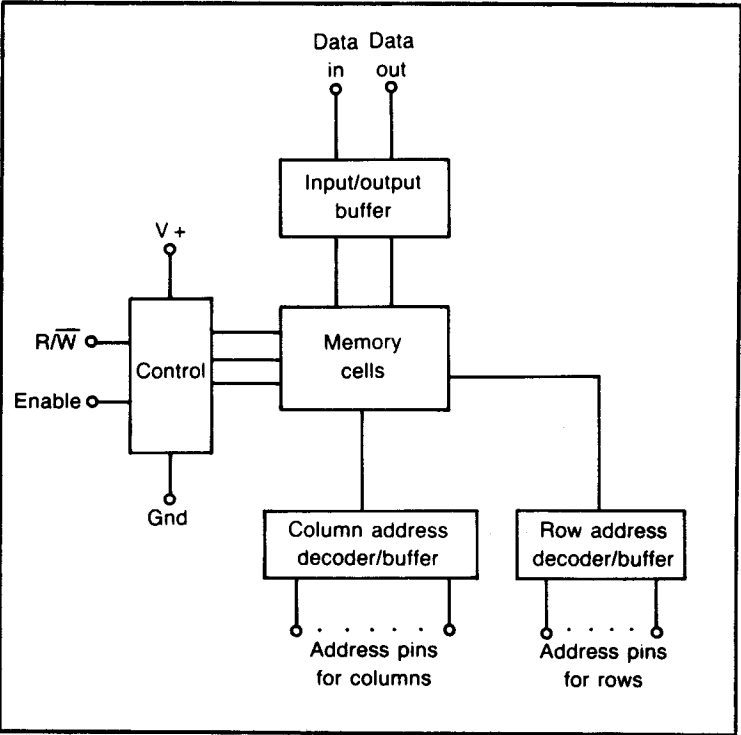 Data Data
in out
Input/output
buffer
V +
R/W̅
Control
Memory
cells
Enable
Gnd
Column address
decoder/buffer
Row address
decoder/buffer
. . . . . .
. . . . .
Address pins
for columns
Address pins
for rows